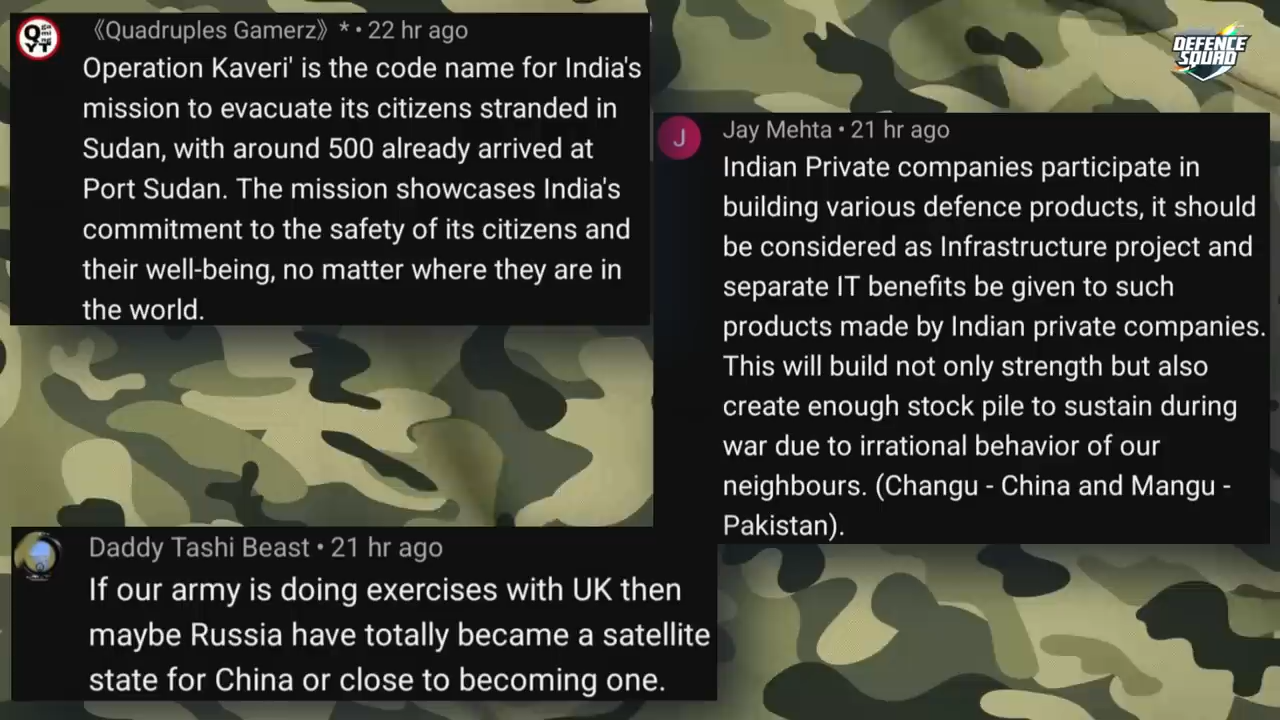 《Quadruples Gamerz》 * • 22 hr ago
Operation Kaveri' is the code name for India's
mission to evacuate its citizens stranded in
Sudan, with around 500 already arrived at
Port Sudan. The mission showcases India's
commitment to the safety of its citizens and
their well-being, no matter where they are in
the world.
DEFENCE
SQUAD
J
Jay Mehta • 21 hr ago
Indian Private companies participate in
building various defence products, it should
be considered as Infrastructure project and
separate IT benefits be given to such
products made by Indian private companies.
This will build not only strength but also
create enough stock pile to sustain during
war due to irrational behavior of our
neighbours. (Changu - China and Mangu -
Pakistan).
Daddy Tashi Beast • 21 hr ago
If our army is doing exercises with UK then
maybe Russia have totally became a satellite
state for China or close to becoming one.